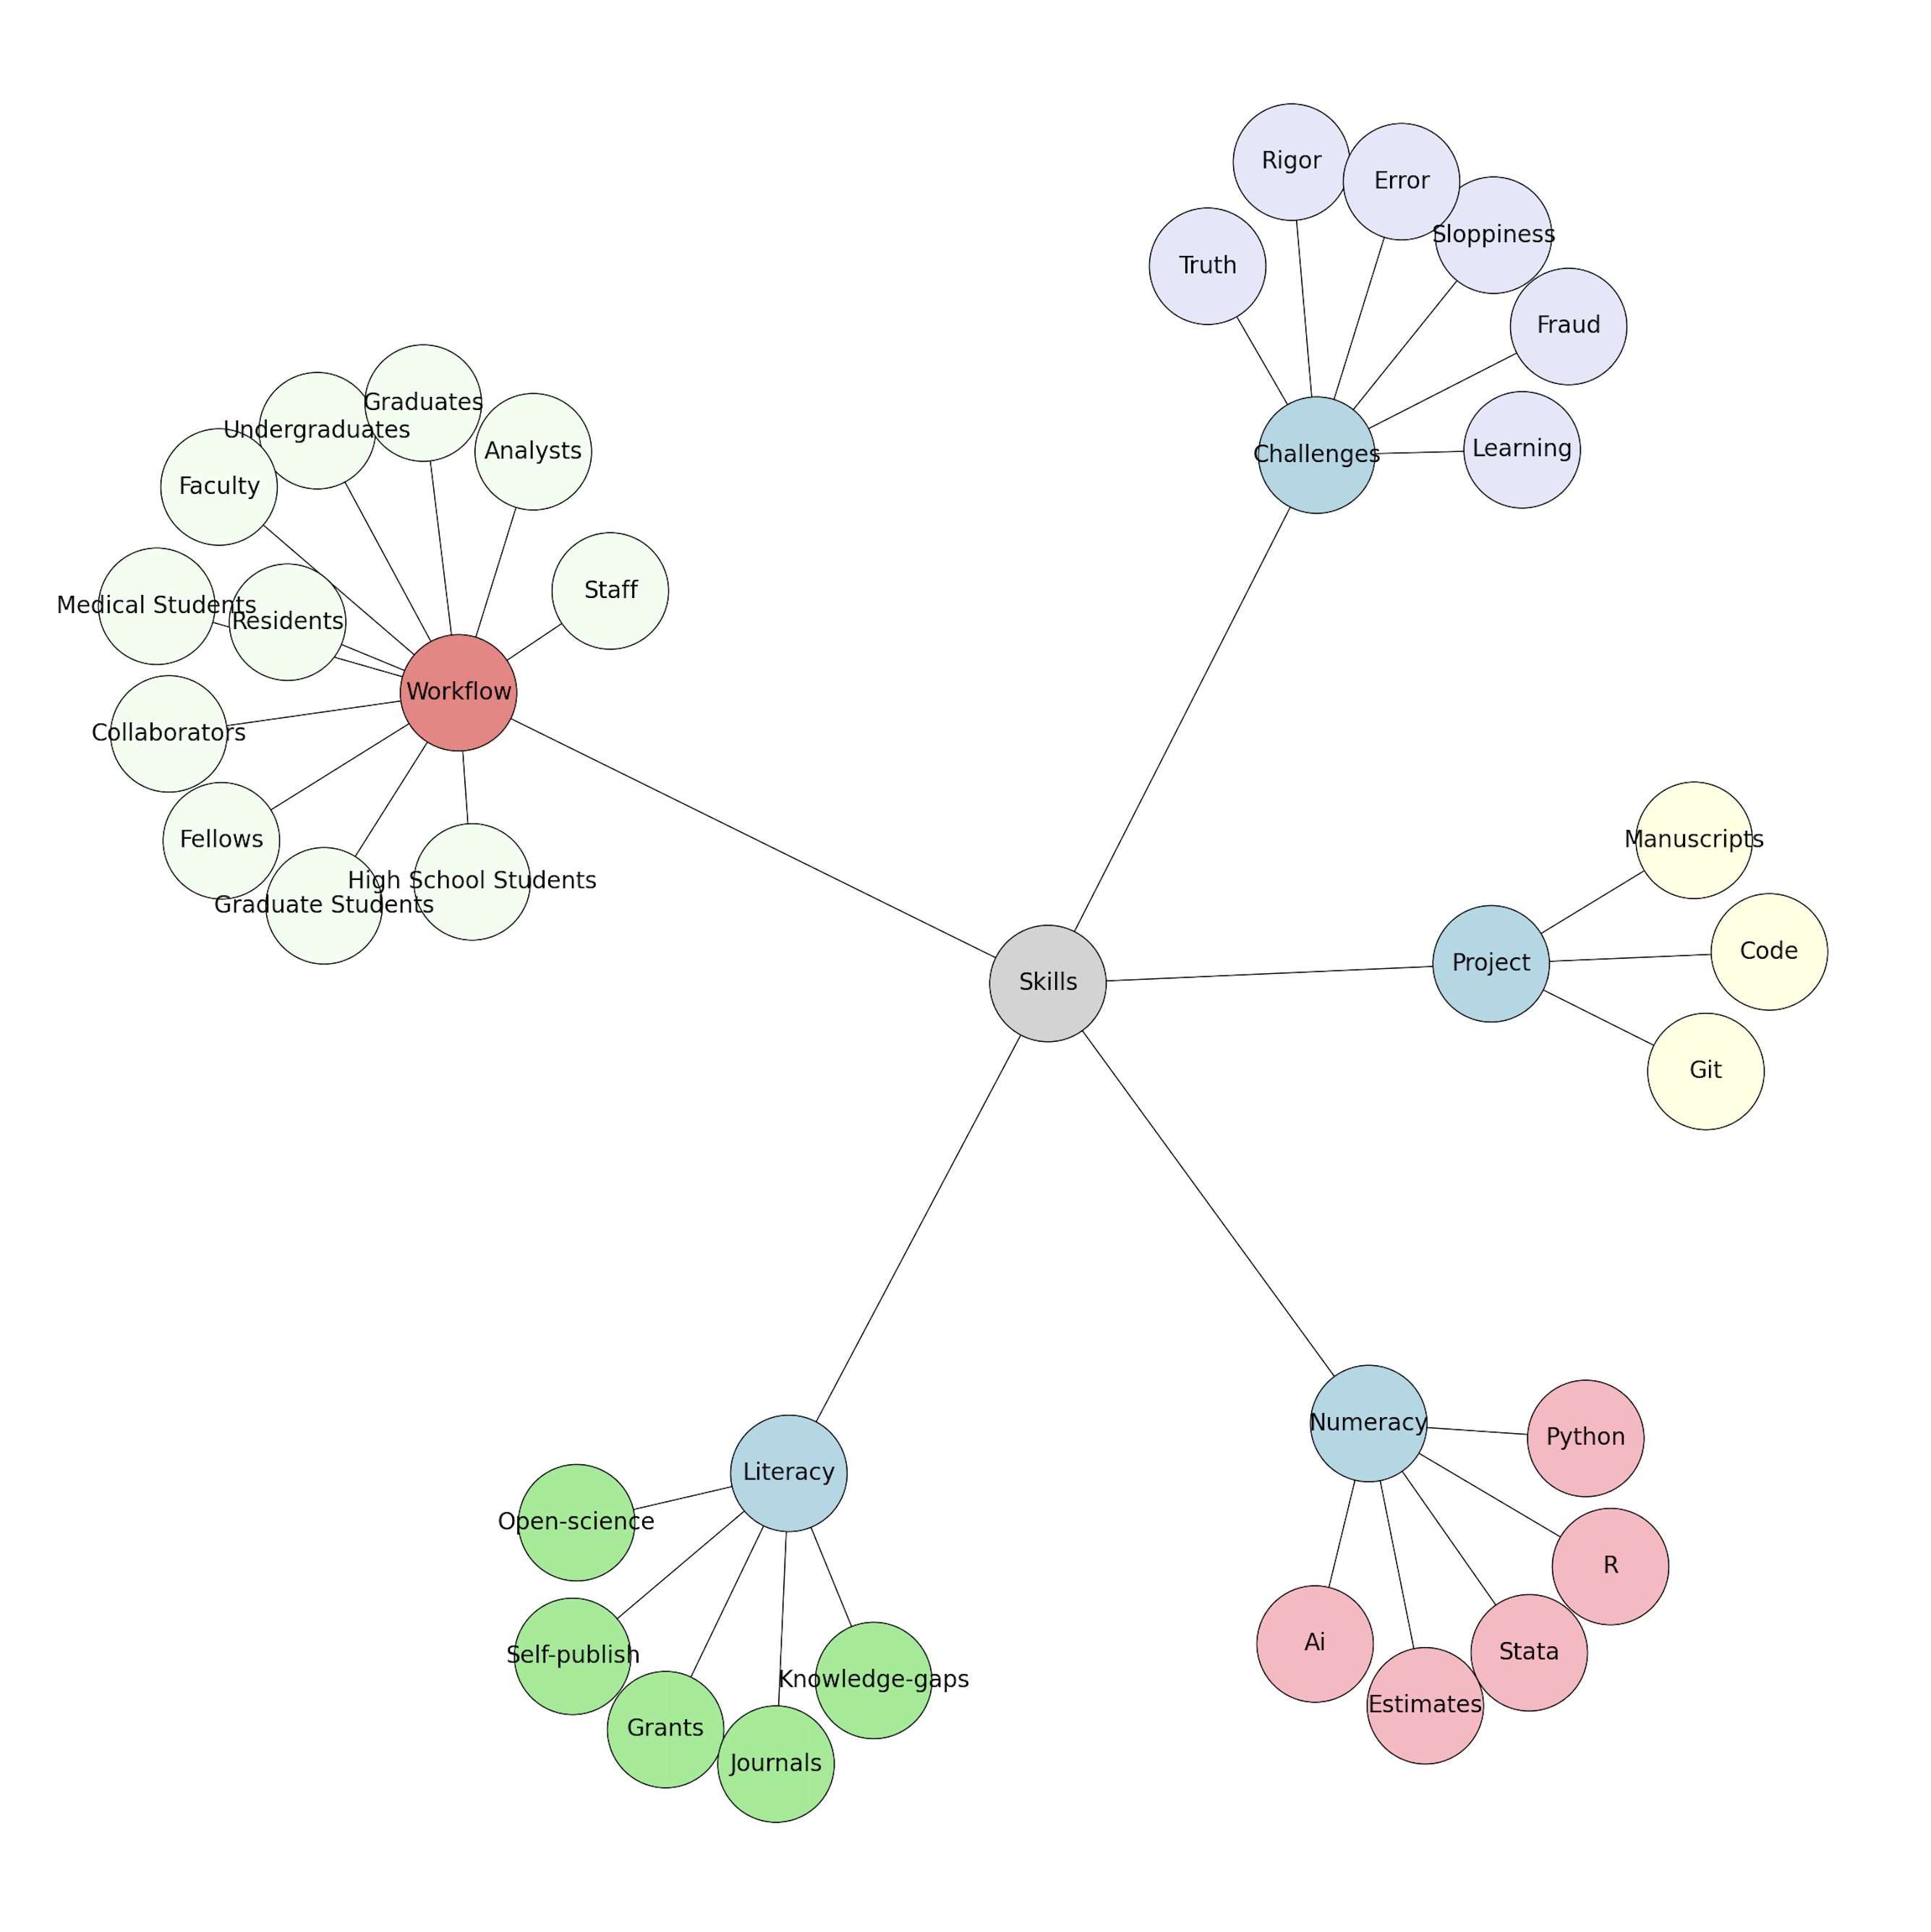 Rigor
Error
Sloppiness
Truth
Fraud
Graduates
Undergraduates
Analysts
Learning
Challenges
Faculty
Staff
Medical Students
Residents
Workflow
Collaborators
Fellows
Manuscripts
High School Students
Graduate Students
Code
Project
Skills
Git
Numeracy
Python
Literacy
Open-science
R
Ai
Stata
Self-publish
Knowledge-gaps
Estimates
Grants
Journals